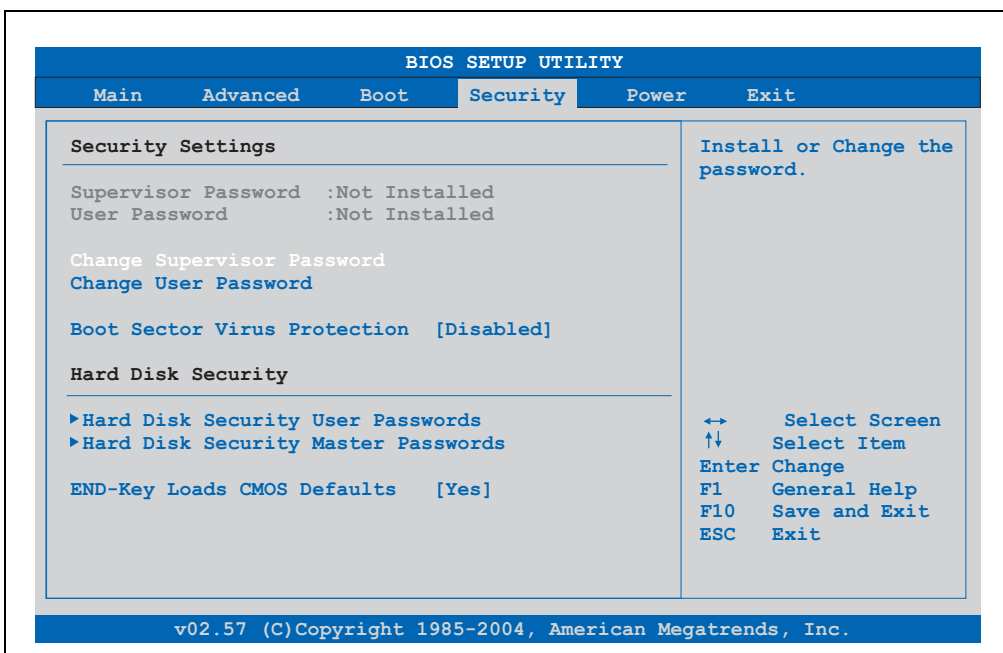 BIOS SETUP UTILITY
Main Advanced Boot Security Power Exit
Security Settings
Supervisor Password :Not Installed
User Password :Not Installed
Change Supervisor Password
Change User Password
Boot Sector Virus Protection [Disabled]
Hard Disk Security
Hard Disk Security User Passwords
Hard Disk Security Master Passwords
END-Key Loads CMOS Defaults [Yes]
Install or Change the
password.
↔ Select Screen
↑↓ Select Item
Enter Change
F1 General Help
F10 Save and Exit
ESC Exit
v02.57 (C)Copyright 1985-2004, American Megatrends, Inc.